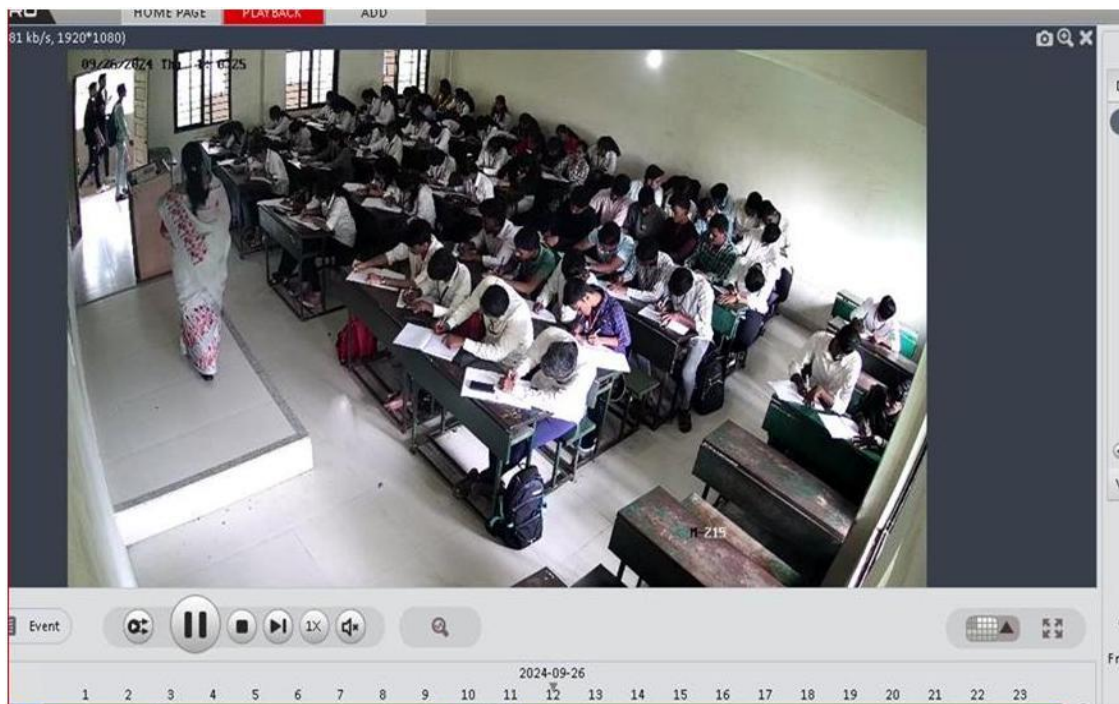 HOME PAGE PLAYBACK ADD
81 kb/s, 1920*1080)
09/26/2024 Thu
M-215
Event
1X
2024-09-26
1 2 3 4 5 6 7 8 9 10 11 12 13 14 15 16 17 18 19 20 21 22 23